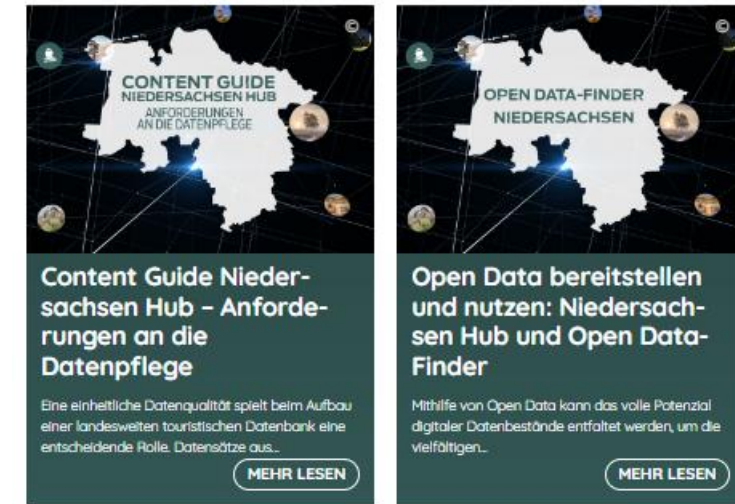 ©
CONTENT GUIDE
NIEDERSACHSEN HUB
ANFORDERUNGEN
AN DIE DATENPFLEGE
Content Guide Nieder-
sachsen Hub – Anforde-
rungen an die
Datenpflege
Eine einheitliche Datenqualität spielt beim Aufbau
einer landesweiten touristischen Datenbank eine
entscheidende Rolle. Datensätze aus...
MEHR LESEN
©
OPEN DATA-FINDER
NIEDERSACHSEN
Open Data bereitstellen
und nutzen: Niedersach-
sen Hub und Open Data-
Finder
Mithilfe von Open Data kann das volle Potenzial
digitaler Datenbestände entfaltet werden, um die
vielfältigen...
MEHR LESEN